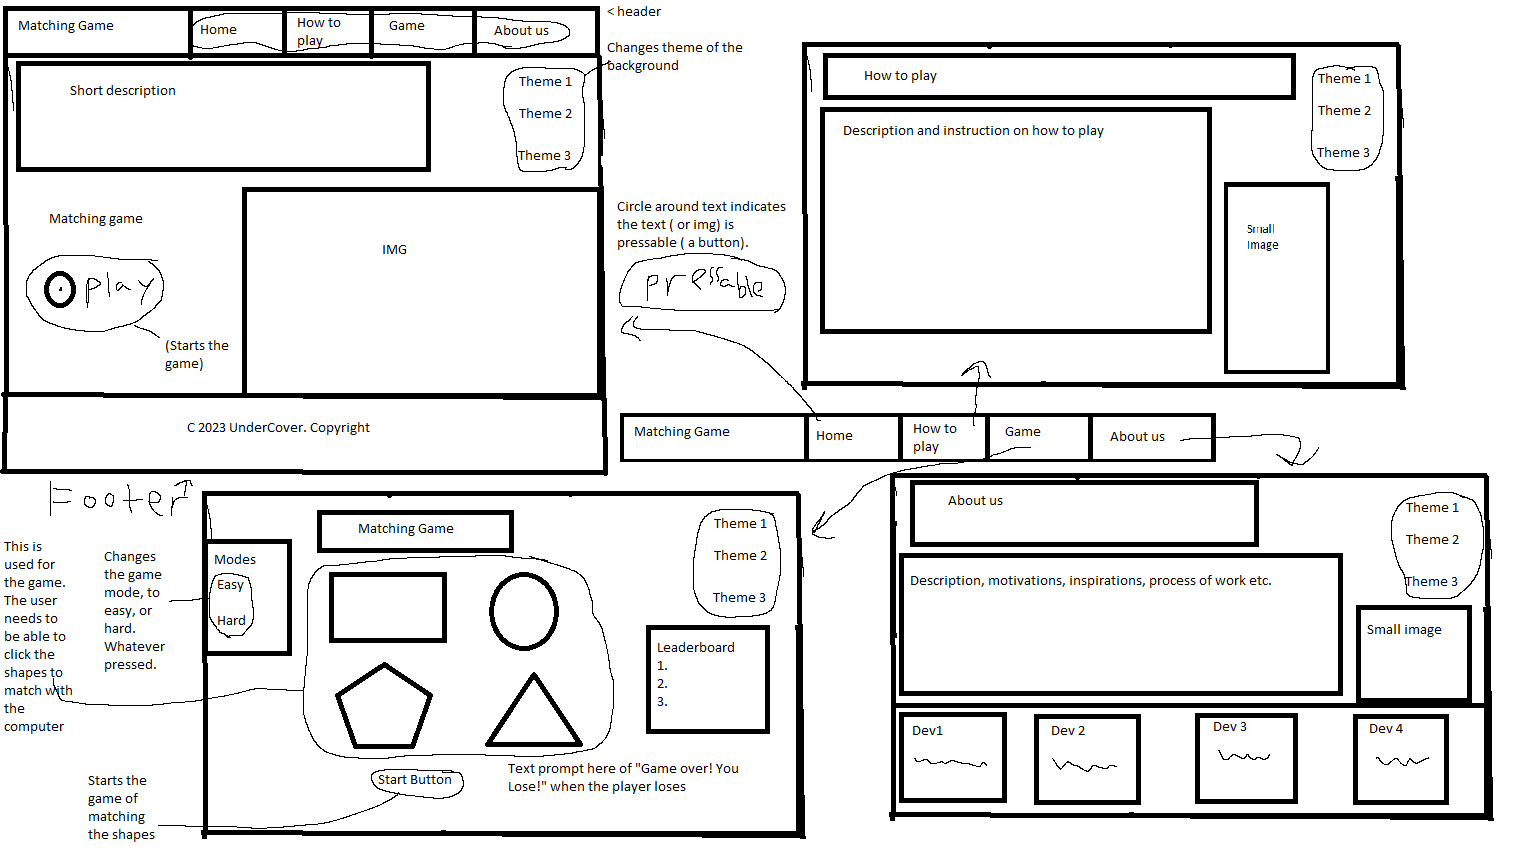 Matching Game
Home
How to
play
Game
About us
< header
Changes theme of the
background
Short description
Theme 1
Theme 2
Theme 3
Matching game
play
(Starts the
game)
IMG
C 2023 UnderCover. Copyright
Footer
Circle around text indicates
the text ( or img) is
pressable ( a button).
pressable
How to play
Description and instruction on how to play
Theme 1
Theme 2
Theme 3
Small
Image
Matching Game
Home
How to
play
Game
About us
This is
used for
the game.
The user
needs to
be able to
click the
shapes to
match with
the
computer
Changes
the game
mode, to
easy, or
hard.
Whatever
pressed.
Starts the
game of
matching
the shapes
Modes
Easy
Hard
Matching Game
Theme 1
Theme 2
Theme 3
Leaderboard
1.
2.
3.
Start Button
Text prompt here of "Game over! You
Lose!" when the player loses
About us
Theme 1
Theme 2
Theme 3
Description, motivations, inspirations, process of work etc.
Small image
Dev1
Dev 2
Dev 3
Dev 4